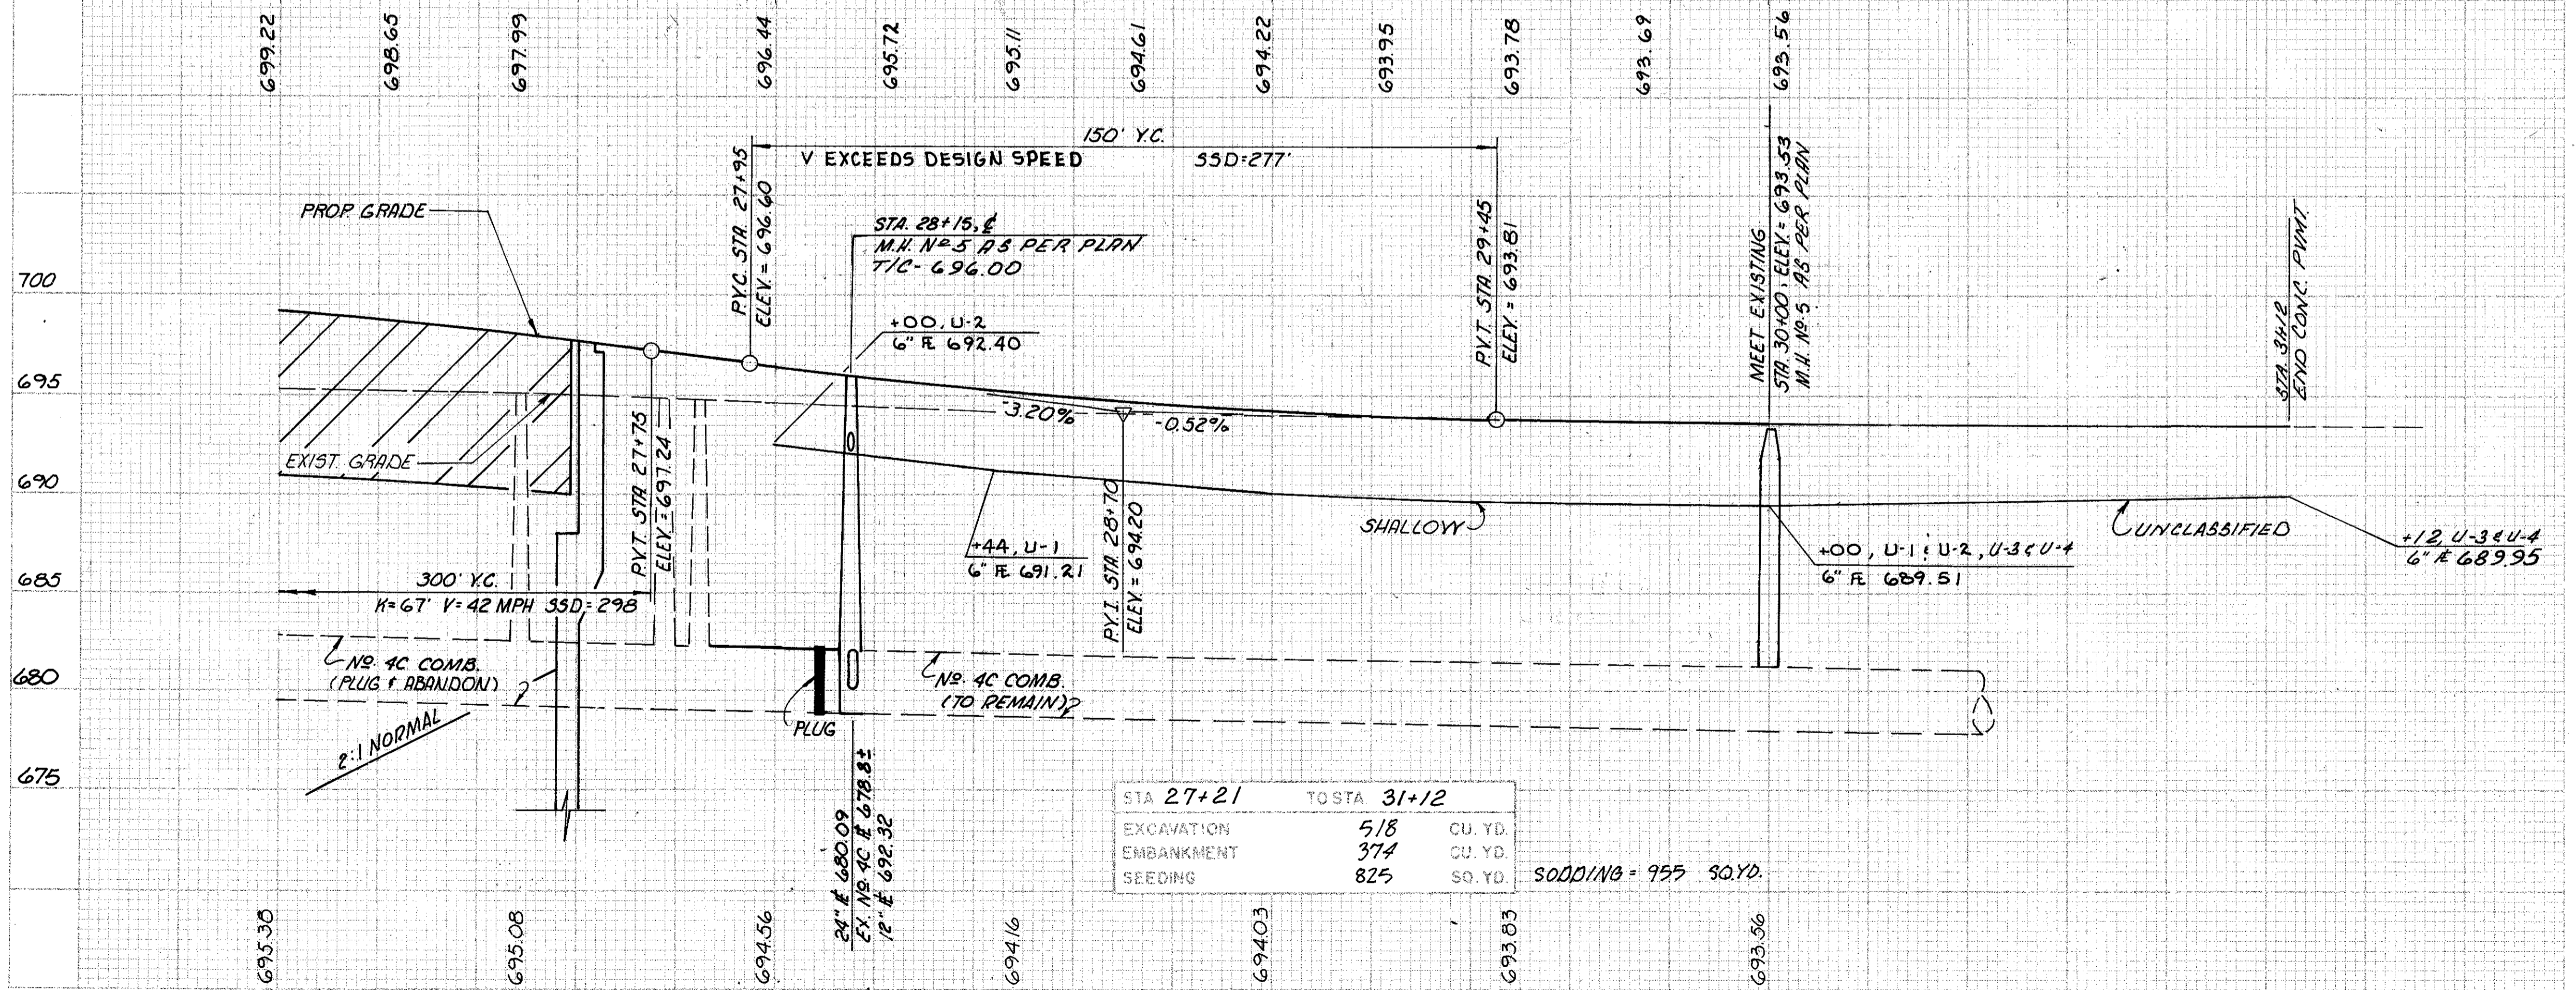 699.22
698.65
697.99
696.44
695.72
695.11
694.61
694.22
693.95
693.78
693.69
693.56
150' V.C.
V EXCEEDS DESIGN SPEED SSD=277'
P.V.C. STA. 27+95
ELEV.= 696.60
PROP. GRADE
STA. 28+15, ℄
M.H. Nº 5 AS PER PLAN
T/C- 696.00
+00, U-2
6" ⅊ 692.40
P.V.T. STA. 29+45
ELEV. = 693.81
MEET EXISTING
STA. 30+00, ELEV.= 693.53
M.H. Nº 5 AS PER PLAN
STA. 31+12
END CONC. PVMT.
700
695
690
685
680
675
-3.20%
-0.52%
EXIST. GRADE
P.V.T. STA 27+75
ELEV. = 697.24
P.V.I. STA. 28+70
ELEV. = 694.20
SHALLOW
UNCLASSIFIED
+44, U-1
6" ⅊ 691.21
+00, U-1 & U-2, U-3 & U-4
6" ⅊ 689.51
+12, U-3 & U-4
6" ⅊ 689.95
300' V.C.
K=67' V=42 MPH SSD=298
Nº 4C COMB.
(PLUG & ABANDON)
Nº 4C COMB.
(TO REMAIN)
PLUG
2:1 NORMAL
24" ⅊ 680.09
EX. Nº 4C ⅊ 678.8±
12" ⅊ 692.32
STA 27+21 TO STA 31+12
EXCAVATION 518 CU. YD.
EMBANKMENT 374 CU. YD.
SEEDING 825 SQ. YD.
SODDING = 955 SQ.YD.
695.38
695.08
694.56
694.16
694.03
693.83
693.56